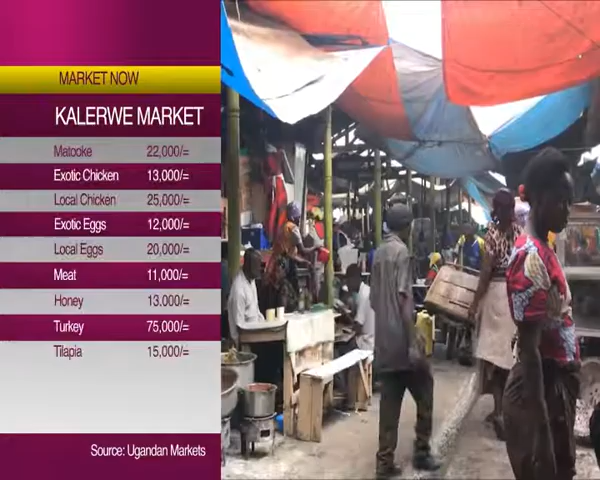 MARKET NOW
KALERWE MARKET
Matooke 22,000/=
Exotic Chicken 13,000/=
Local Chicken 25,000/=
Exotic Eggs 12,000/=
Local Eggs 20,000/=
Meat 11,000/=
Honey 13.000/=
Turkey 75,000/=
Tilapia 15,000/=
Source: Ugandan Markets